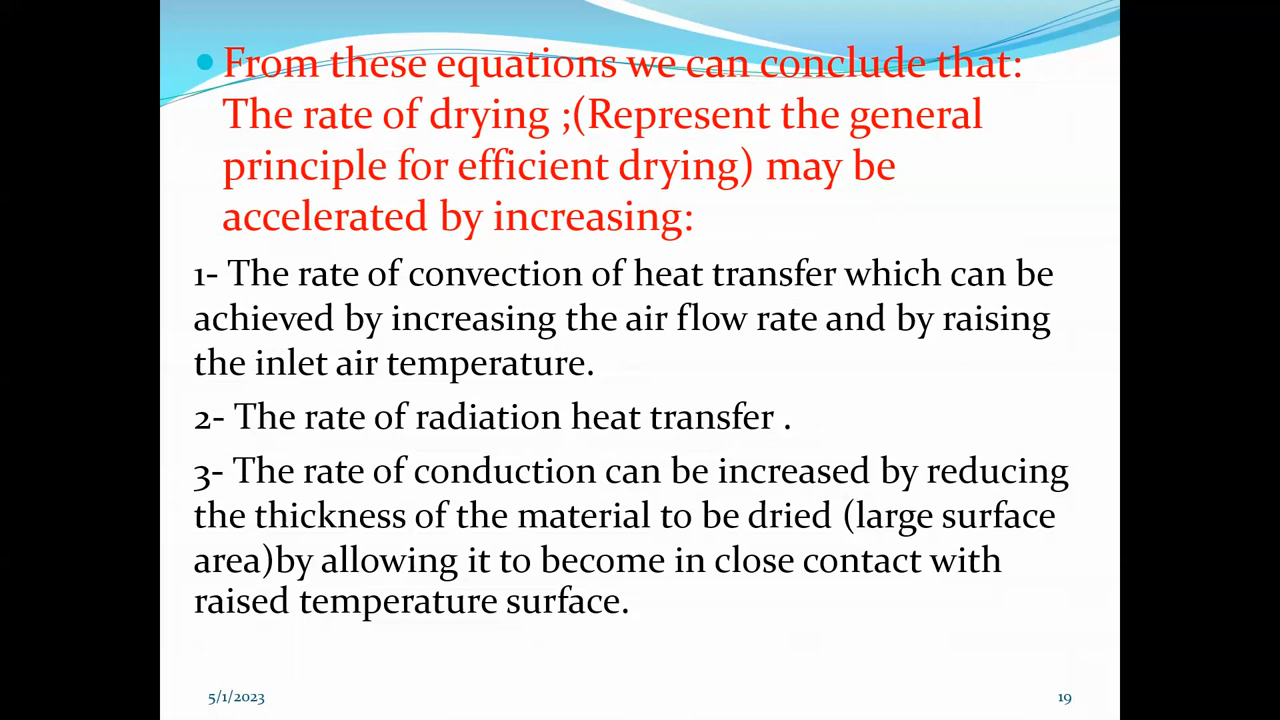 • From these equations we can conclude that:
The rate of drying ;(Represent the general
principle for efficient drying) may be
accelerated by increasing:
1- The rate of convection of heat transfer which can be
achieved by increasing the air flow rate and by raising
the inlet air temperature.
2- The rate of radiation heat transfer .
3- The rate of conduction can be increased by reducing
the thickness of the material to be dried (large surface
area)by allowing it to become in close contact with
raised temperature surface.
5/1/2023
19